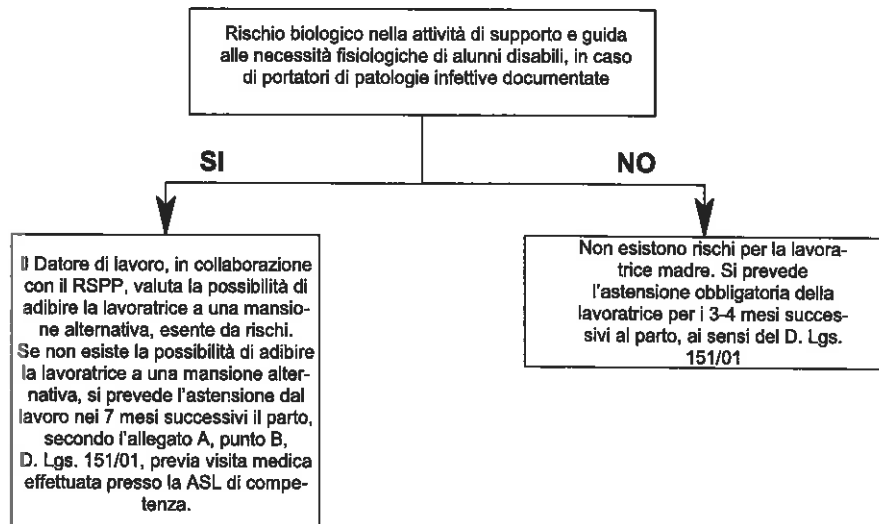 Rischio biologico nella attività di supporto e guida
alle necessità fisiologiche di alunni disabili, in caso
di portatori di patologie infettive documentate
SI
NO
Il Datore di lavoro, in collaborazione
con il RSPP, valuta la possibilità di
adibire la lavoratrice a una mansio-
ne alternativa, esente da rischi.
Se non esiste la possibilità di adibire
la lavoratrice a una mansione alter-
nativa, si prevede l'astensione dal
lavoro nei 7 mesi successivi il parto,
secondo l'allegato A, punto B,
D. Lgs. 151/01, previa visita medica
effettuata presso la ASL di compe-
tenza.
Non esistono rischi per la lavora-
trice madre. Si prevede
l'astensione obbligatoria della
lavoratrice per i 3-4 mesi succes-
sivi al parto, ai sensi del D. Lgs.
151/01